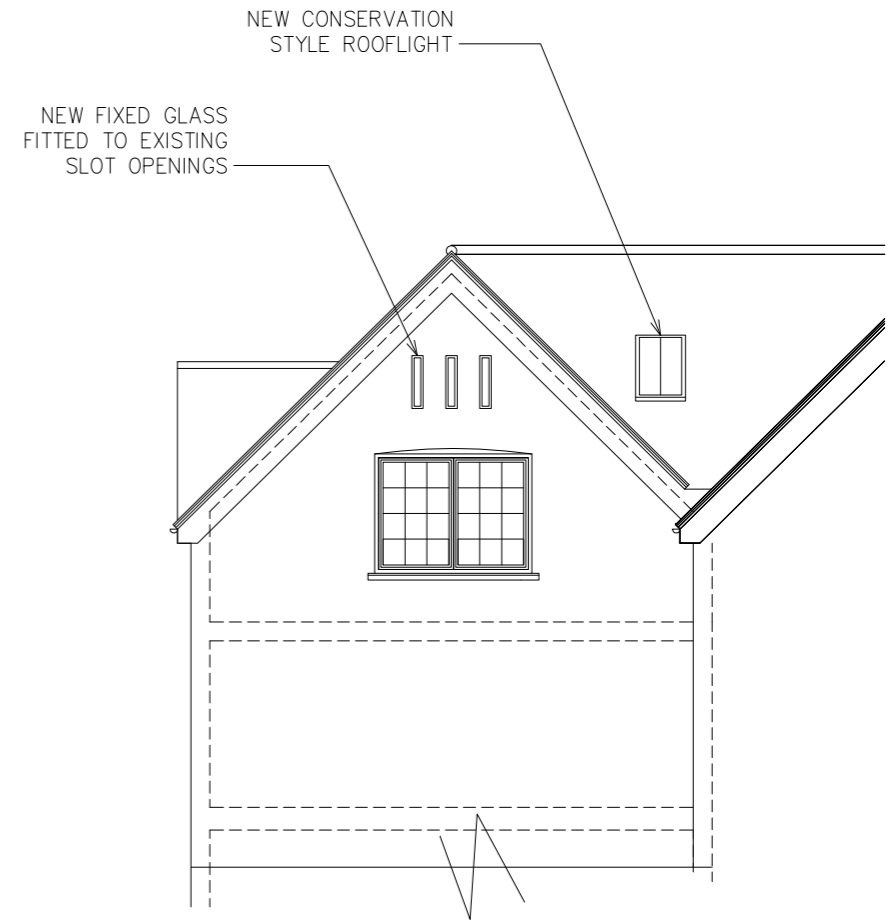 NEW CONSERVATION
STYLE ROOFLIGHT
NEW FIXED GLASS
FITTED TO EXISTING
SLOT OPENINGS